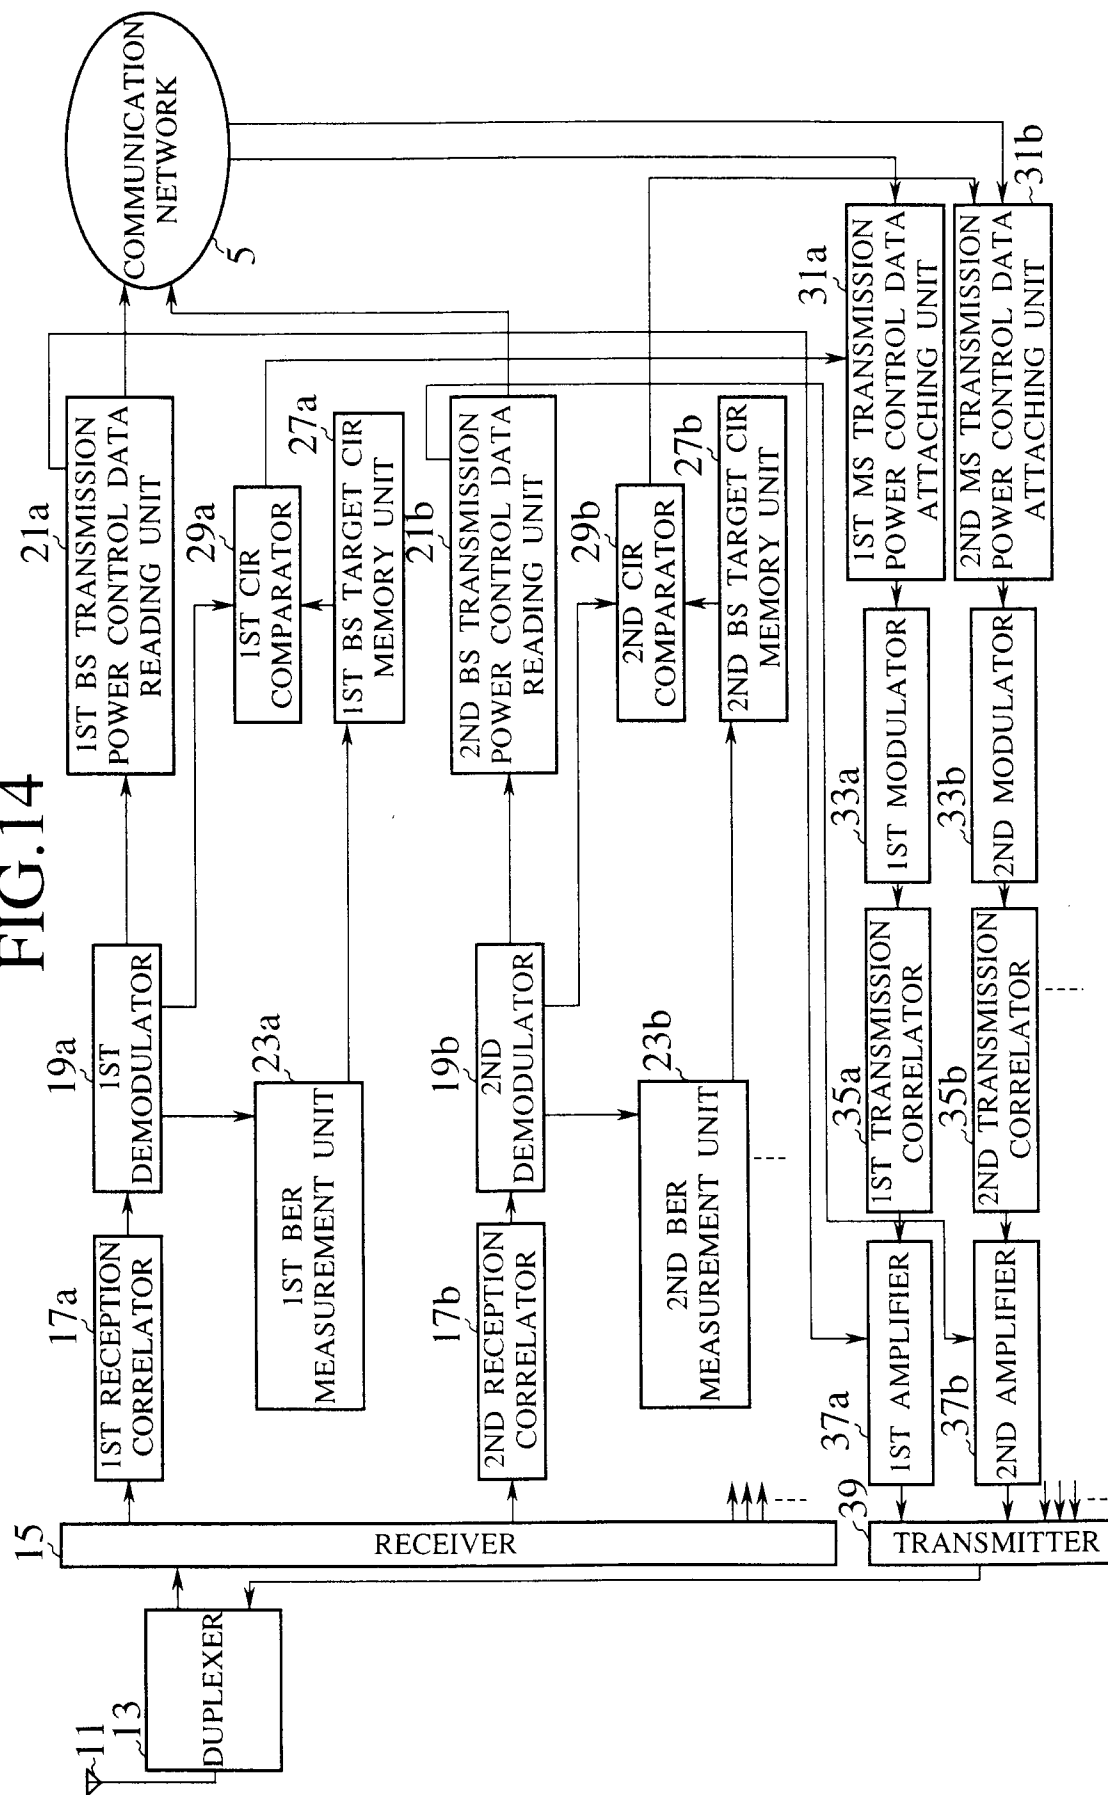 FIG.14
11
13
DUPLEXER
15
RECEIVER
17a
1ST RECEPTION
CORRELATOR
19a
1ST
DEMODULATOR
21a
1ST BS TRANSMISSION
POWER CONTROL DATA
READING UNIT
COMMUNICATION
NETWORK
5
23a
1ST BER
MEASUREMENT UNIT
29a
1ST CIR
COMPARATOR
27a
1ST BS TARGET CIR
MEMORY UNIT
17b
2ND RECEPTION
CORRELATOR
19b
2ND
DEMODULATOR
21b
2ND BS TRANSMISSION
POWER CONTROL DATA
READING UNIT
23b
2ND BER
MEASUREMENT UNIT
29b
2ND CIR
COMPARATOR
27b
2ND BS TARGET CIR
MEMORY UNIT
39
TRANSMITTER
37a
1ST AMPLIFIER
35a
1ST TRANSMISSION
CORRELATOR
33a
1ST MODULATOR
31a
1ST MS TRANSMISSION
POWER CONTROL DATA
ATTACHING UNIT
37b
2ND AMPLIFIER
35b
2ND TRANSMISSION
CORRELATOR
33b
2ND MODULATOR
31b
2ND MS TRANSMISSION
POWER CONTROL DATA
ATTACHING UNIT